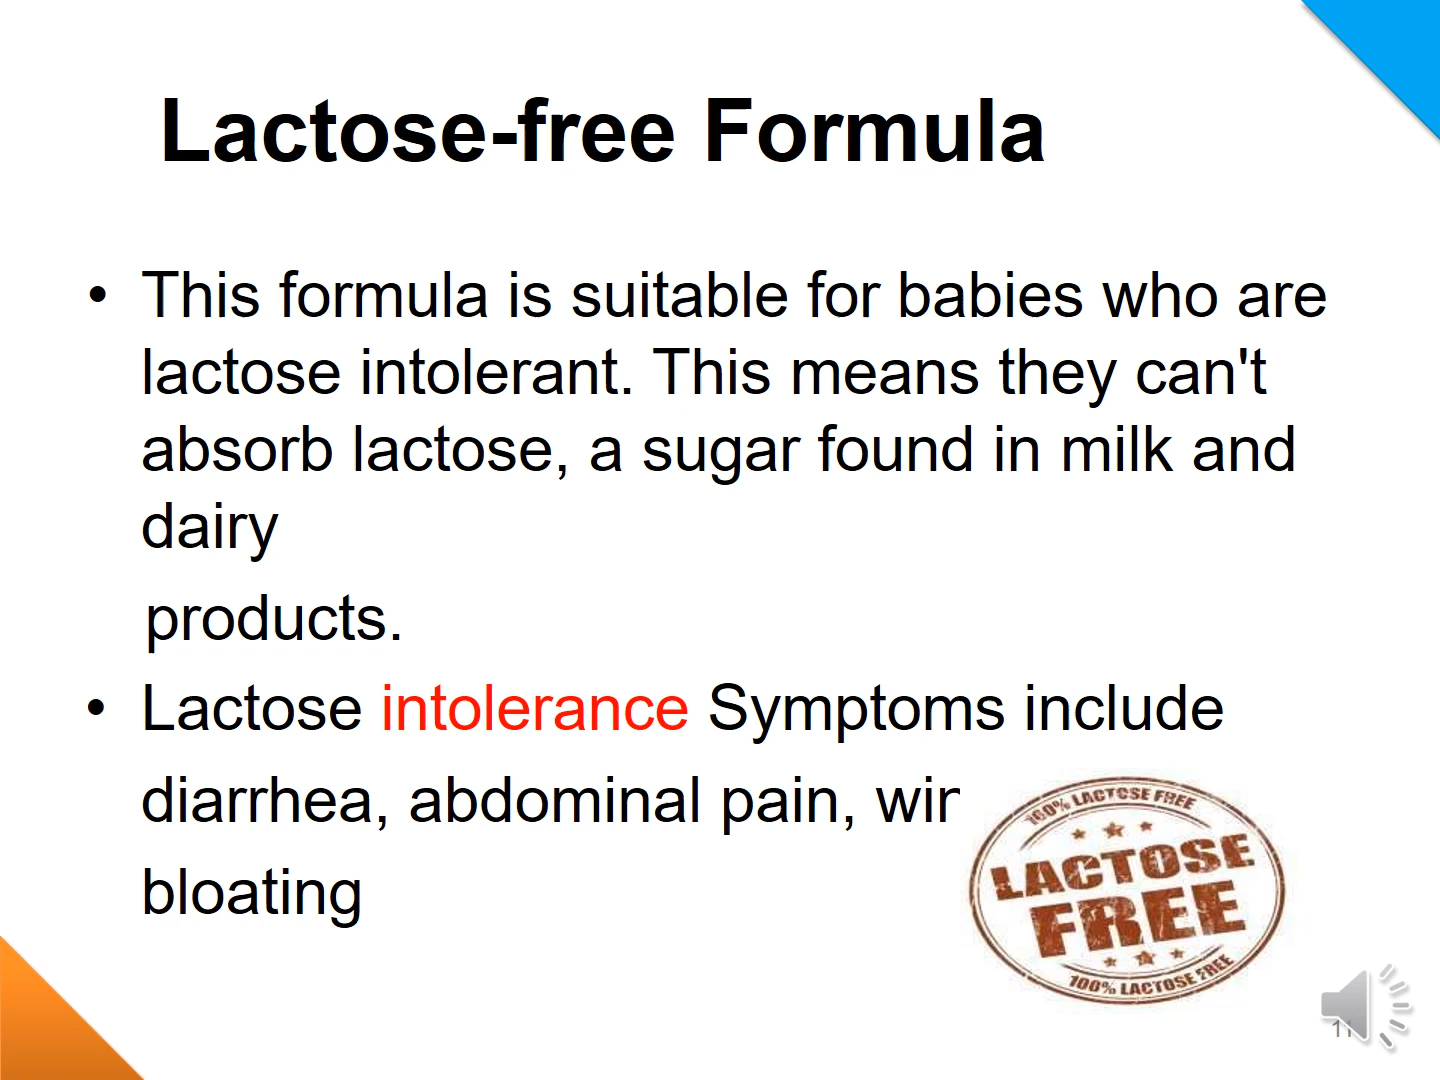 Lactose-free Formula
• This formula is suitable for babies who are
lactose intolerant. This means they can't
absorb lactose, a sugar found in milk and
dairy
products.
• Lactose intolerance Symptoms include
diarrhea, abdominal pain,
bloating
100% LACTOSE FREE
LACTOSE
FREE
100% LACTOSE FREE